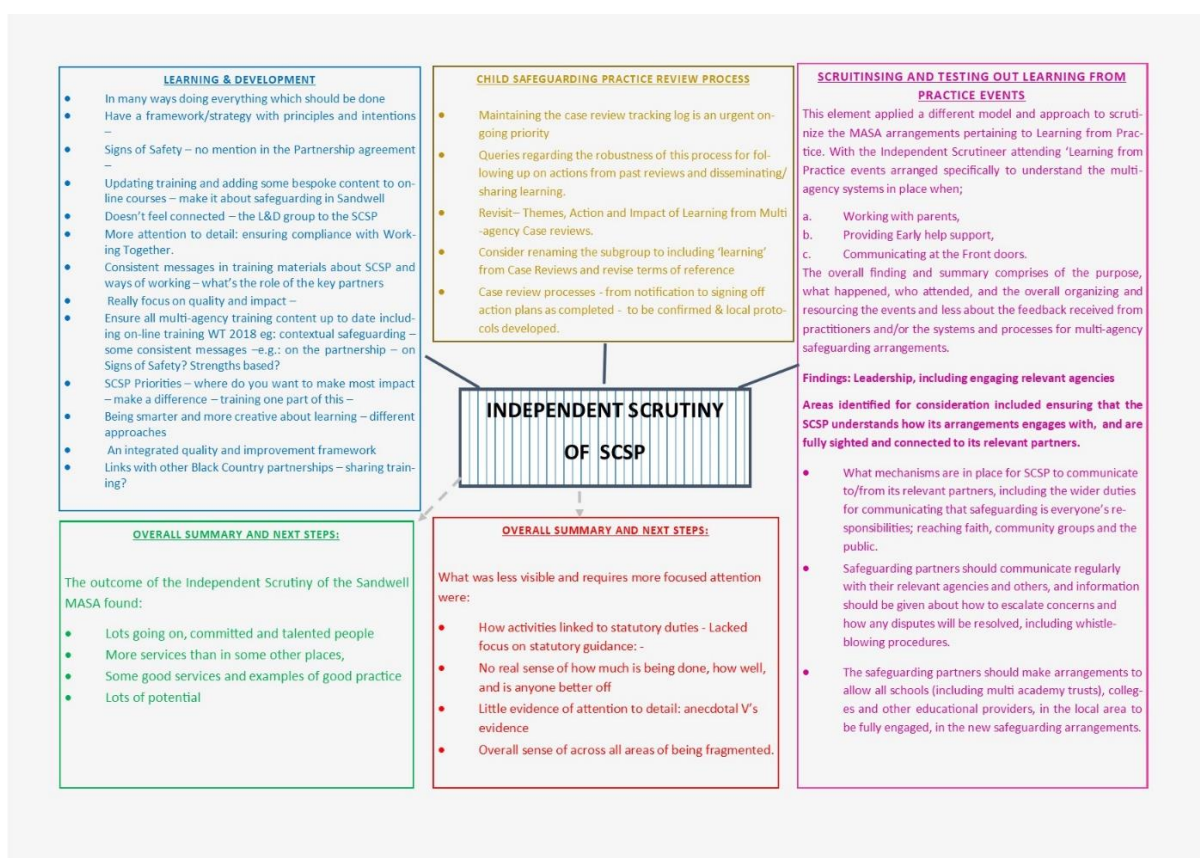 LEARNING & DEVELOPMENT
• In many ways doing everything which should be done
• Have a framework/strategy with principles and intentions
–
• Signs of Safety – no mention in the Partnership agreement
–
• Updating training and adding some bespoke content to on-
line courses – make it about safeguarding in Sandwell
• Doesn't feel connected – the L&D group to the SCSP
• More attention to detail: ensuring compliance with Work-
ing Together.
• Consistent messages in training materials about SCSP and
ways of working – what's the role of the key partners
• Really focus on quality and impact –
• Ensure all multi-agency training content up to date includ-
ing on-line training WT 2018 eg: contextual safeguarding –
some consistent messages –e.g.: on the partnership – on
Signs of Safety? Strengths based?
• SCSP Priorities – where do you want to make most impact
– make a difference – training one part of this –
• Being smarter and more creative about learning – different
approaches
• An integrated quality and improvement framework
• Links with other Black Country partnerships – sharing train-
ing?
CHILD SAFEGUARDING PRACTICE REVIEW PROCESS
• Maintaining the case review tracking log is an urgent on-
going priority
• Queries regarding the robustness of this process for fol-
lowing up on actions from past reviews and disseminating/
sharing learning.
• Revisit– Themes, Action and Impact of Learning from Multi
-agency Case reviews.
• Consider renaming the subgroup to including 'learning'
from Case Reviews and revise terms of reference
• Case review processes - from notification to signing off
action plans as completed - to be confirmed & local proto-
cols developed.
SCRUITINSING AND TESTING OUT LEARNING FROM
PRACTICE EVENTS
This element applied a different model and approach to scruti-
nize the MASA arrangements pertaining to Learning from Prac-
tice. With the Independent Scrutineer attending 'Learning from
Practice events arranged specifically to understand the multi-
agency systems in place when;
a. Working with parents,
b. Providing Early help support,
c. Communicating at the Front doors.
The overall finding and summary comprises of the purpose,
what happened, who attended, and the overall organizing and
resourcing the events and less about the feedback received from
practitioners and/or the systems and processes for multi-agency
safeguarding arrangements.
Findings: Leadership, including engaging relevant agencies
Areas identified for consideration included ensuring that the
SCSP understands how its arrangements engages with, and are
fully sighted and connected to its relevant partners.
• What mechanisms are in place for SCSP to communicate
to/from its relevant partners, including the wider duties
for communicating that safeguarding is everyone's re-
sponsibilities; reaching faith, community groups and the
public.
• Safeguarding partners should communicate regularly
with their relevant agencies and others, and information
should be given about how to escalate concerns and
how any disputes will be resolved, including whistle-
blowing procedures.
• The safeguarding partners should make arrangements to
allow all schools (including multi academy trusts), colleg-
es and other educational providers, in the local area to
be fully engaged, in the new safeguarding arrangements.
INDEPENDENT SCRUTINY
OF SCSP
OVERALL SUMMARY AND NEXT STEPS:
The outcome of the Independent Scrutiny of the Sandwell
MASA found:
• Lots going on, committed and talented people
• More services than in some other places,
• Some good services and examples of good practice
• Lots of potential
OVERALL SUMMARY AND NEXT STEPS:
What was less visible and requires more focused attention
were:
• How activities linked to statutory duties - Lacked
focus on statutory guidance: -
• No real sense of how much is being done, how well,
and is anyone better off
• Little evidence of attention to detail: anecdotal V's
evidence
• Overall sense of across all areas of being fragmented.